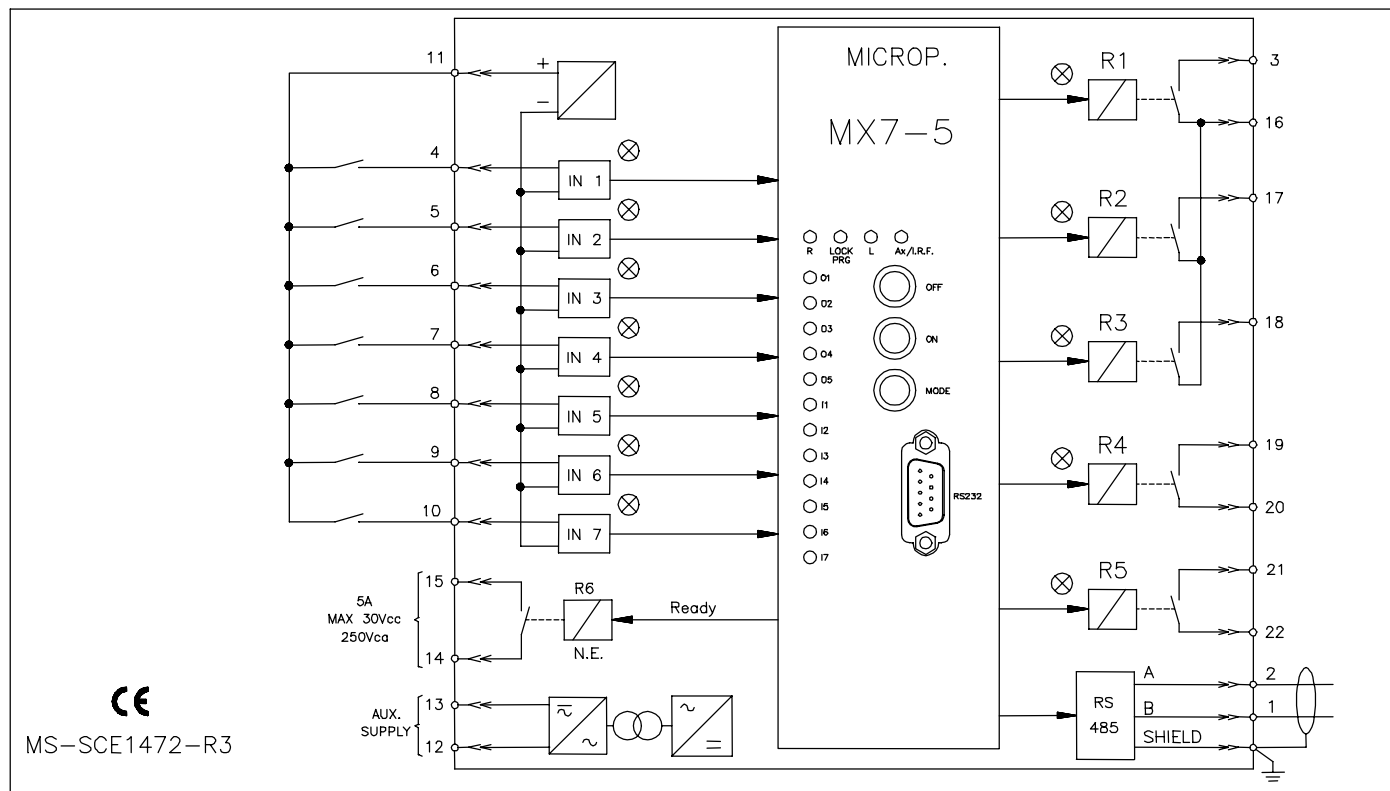 11
+
−
4
IN 1
5
IN 2
6
IN 3
7
IN 4
8
IN 5
9
IN 6
10
IN 7
15
5A
MAX 30Vcc
250Vca
14
R6
N.E.
Ready
13
AUX.
SUPPLY
12
CE
MS-SCE1472-R3
MICROP.
MX7-5
R
LOCK
PRG
L
Ax/I.R.F.
O1
O2
O3
O4
O5
I1
I2
I3
I4
I5
I6
I7
OFF
ON
MODE
RS232
R1
3
16
R2
17
R3
18
R4
19
20
R5
21
22
RS
485
A
2
B
1
SHIELD